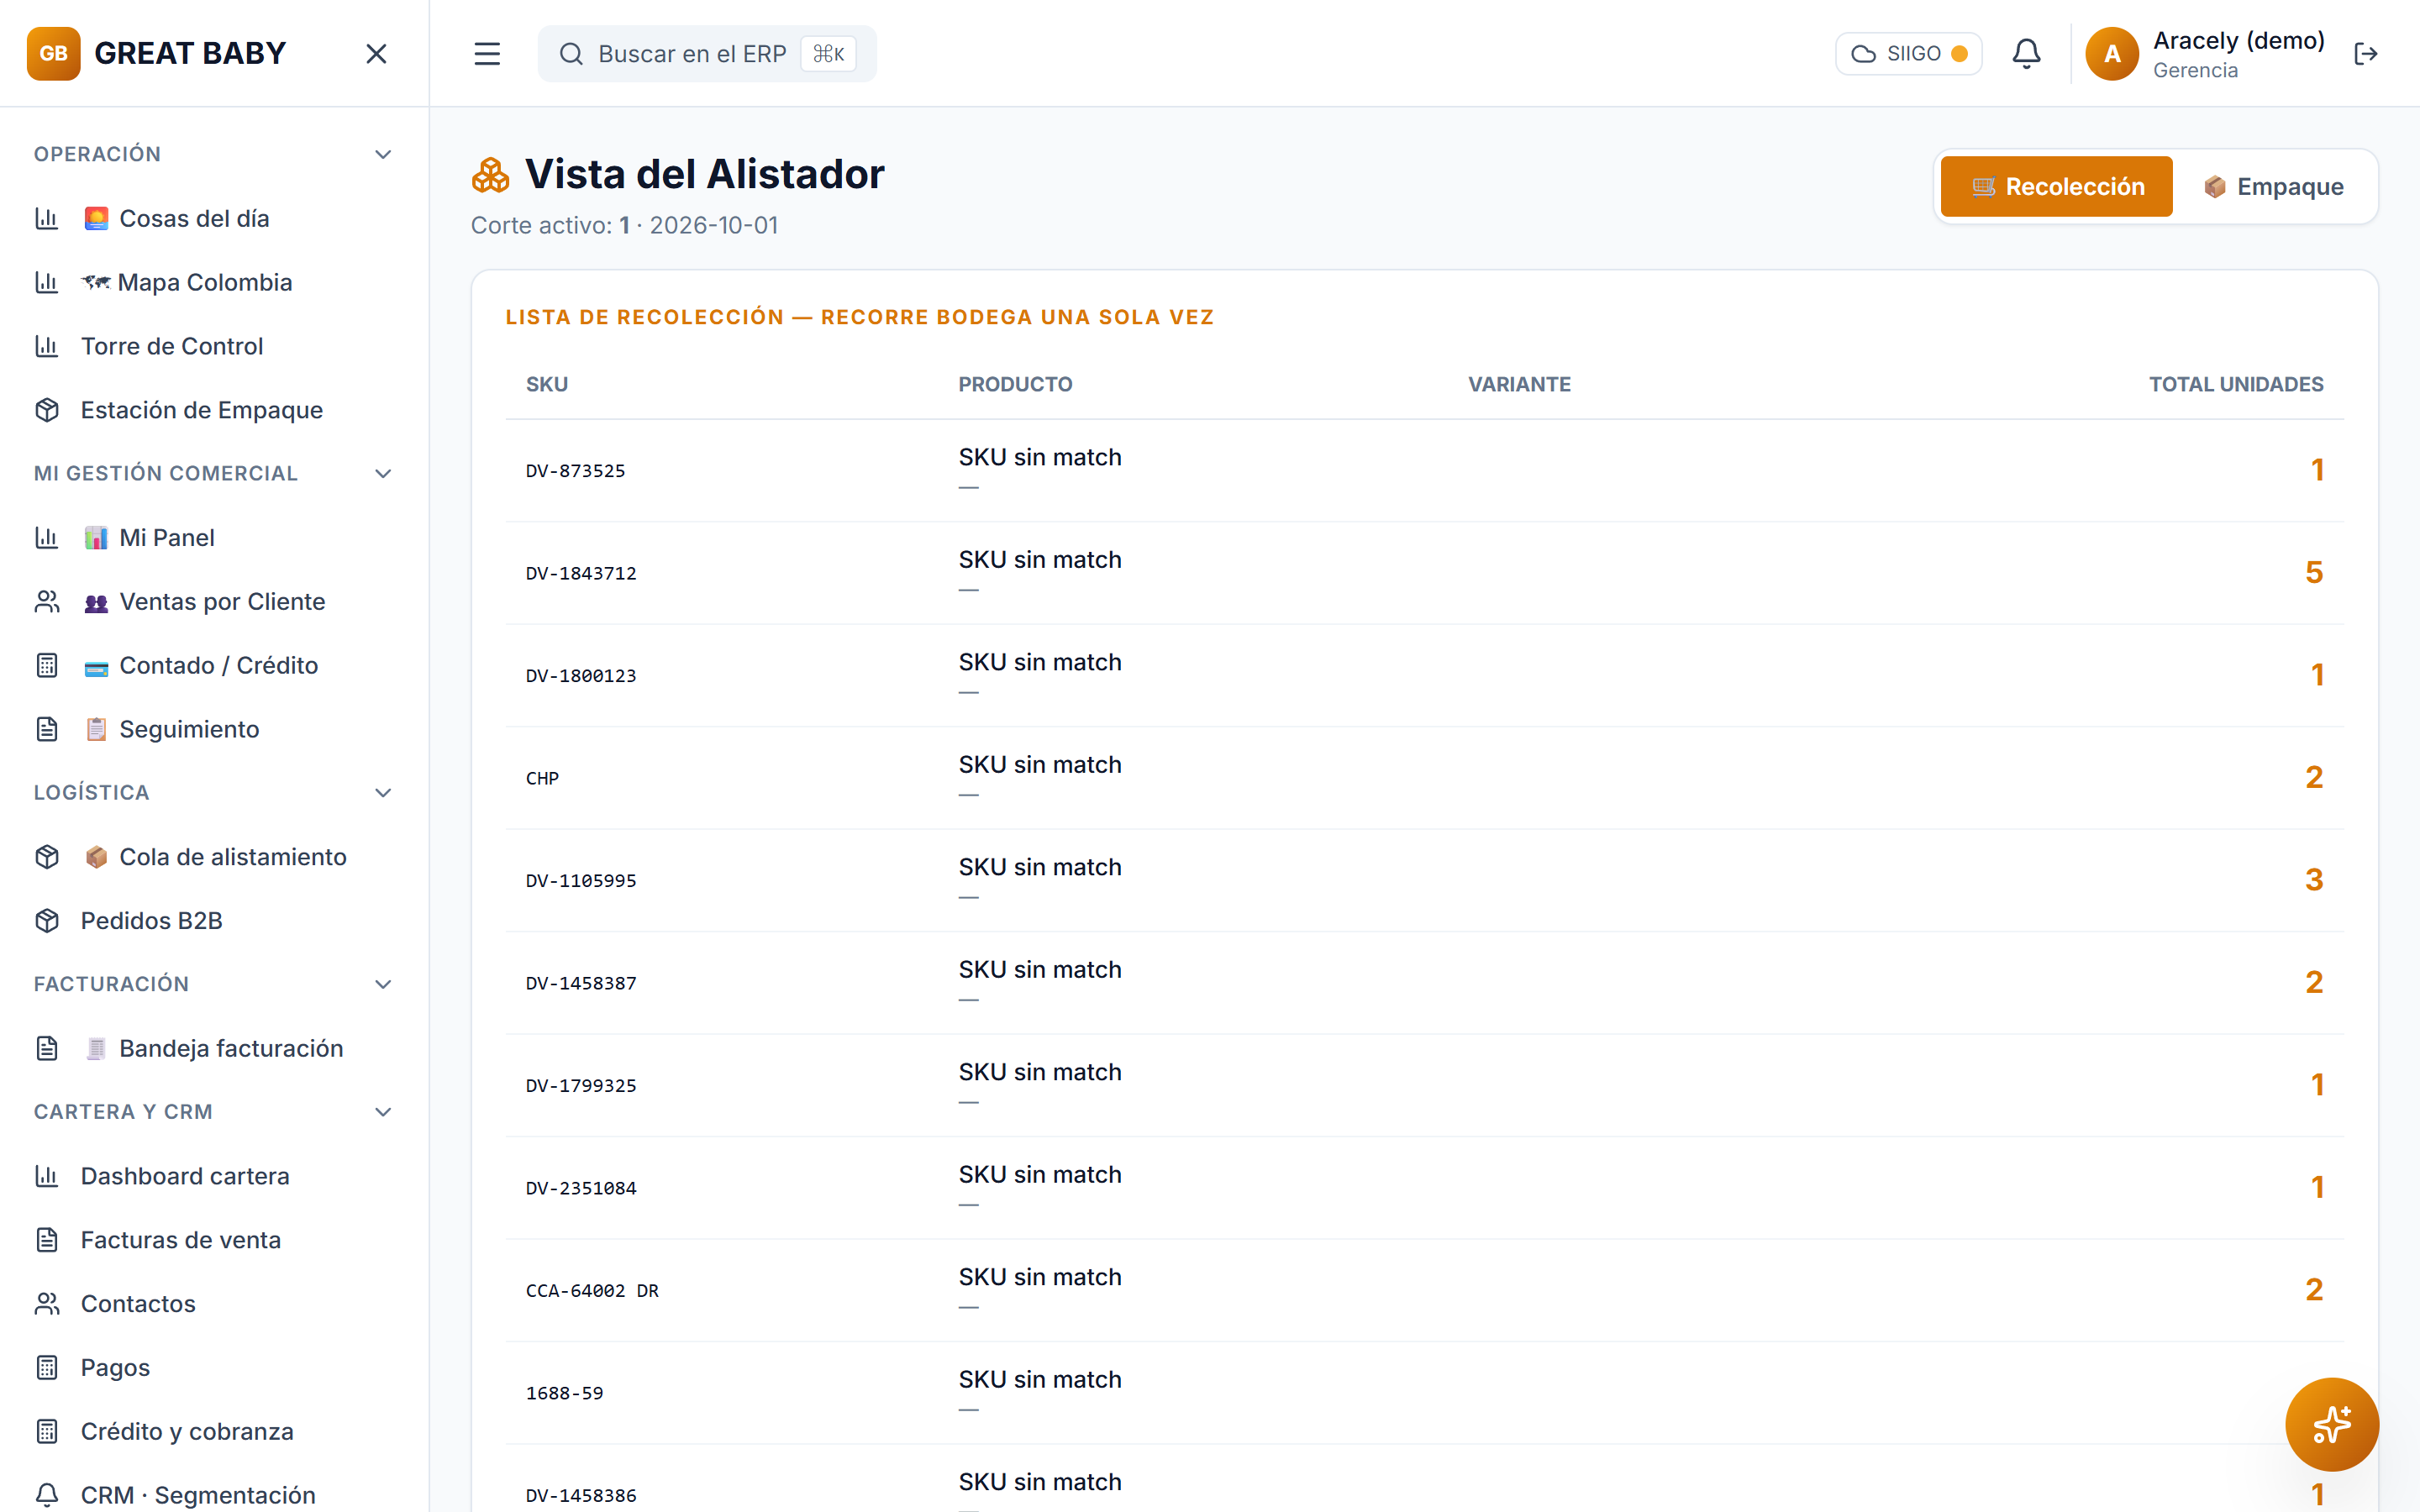 GB GREAT BABY
Buscar en el ERP ⌘K
SIIGO
A
Aracely (demo)
Gerencia
OPERACIÓN
Cosas del día
Mapa Colombia
Torre de Control
Estación de Empaque
MI GESTIÓN COMERCIAL
Mi Panel
Ventas por Cliente
Contado / Crédito
Seguimiento
LOGÍSTICA
Cola de alistamiento
Pedidos B2B
FACTURACIÓN
Bandeja facturación
CARTERA Y CRM
Dashboard cartera
Facturas de venta
Contactos
Pagos
Crédito y cobranza
CRM · Segmentación
Vista del Alistador
Corte activo: 1 · 2026-10-01
Recolección
Empaque
LISTA DE RECOLECCIÓN — RECORRE BODEGA UNA SOLA VEZ
SKU PRODUCTO VARIANTE TOTAL UNIDADES
DV-873525 SKU sin match 1
—
DV-1843712 SKU sin match 5
—
DV-1800123 SKU sin match 1
—
CHP SKU sin match 2
—
DV-1105995 SKU sin match 3
—
DV-1458387 SKU sin match 2
—
DV-1799325 SKU sin match 1
—
DV-2351084 SKU sin match 1
—
CCA-64002 DR SKU sin match 2
—
1688-59 SKU sin match
—
DV-1458386 SKU sin match 1